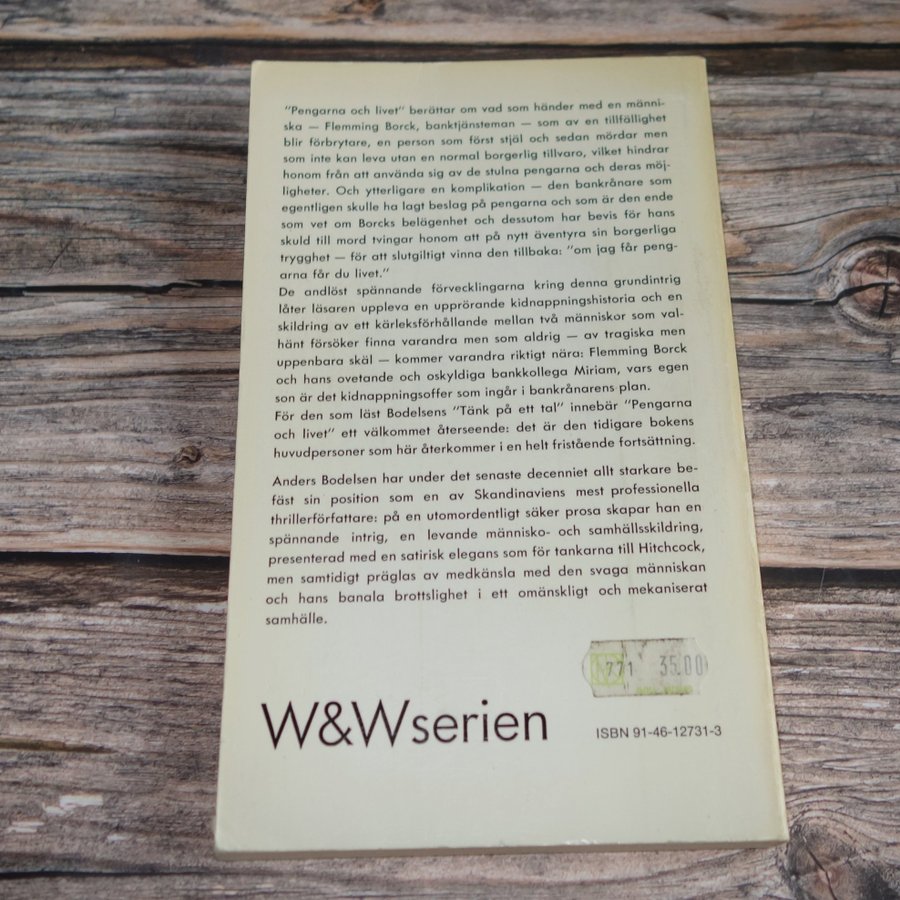 "Pengarna och livet" berättar om vad som händer med en männi-
ska — Flemming Borck, banktjänsteman — som av en tillfällighet
blir förbrytare, en person som först stjäl och sedan mördar men
som inte kan leva utan en normal borgerlig tillvaro, vilket hindrar
honom från att använda sig av de stulna pengarna och deras möj-
ligheter. Och ytterligare en komplikation — den bankrånare som
egentligen skulle ha lagt beslag på pengarna och som är den ende
som vet om Borcks belägenhet och dessutom har bevis för hans
skuld till mord tvingar honom att på nytt äventyra sin borgerliga
trygghet — för att slutgiltigt vinna den tillbaka: "om jag får peng-
arna får du livet."
De andlöst spännande förvecklingarna kring denna grundintrig
låter läsaren uppleva en upprörande kidnappningshistoria och en
skildring av ett kärleksförhållande mellan två människor som val-
hänt försöker finna varandra men som aldrig — av tragiska men
uppenbara skäl — kommer varandra riktigt nära: Flemming Borck
och hans ovetande och oskyldiga bankkollega Miriam, vars egen
son är det kidnappningsoffer som ingår i bankrånarens plan.
För den som läst Bodelsens "Tänk på ett tal" innebär "Pengarna
och livet" ett välkommet återseende: det är den tidigare bokens
huvudpersoner som här återkommer i en helt fristående fortsättning.
Anders Bodelsen har under det senaste decenniet allt starkare be-
fäst sin position som en av Skandinaviens mest professionella
thrillerförfattare: på en utomordentligt säker prosa skapar han en
spännande intrig, en levande människo- och samhällsskildring,
presenterad med en satirisk elegans som för tankarna till Hitchcock,
men samtidigt präglas av medkänsla med den svaga människan
och hans banala brottslighet i ett omänskligt och mekaniserat
samhälle.
771 35.00
W&Wserien
ISBN 91-46-12731-3